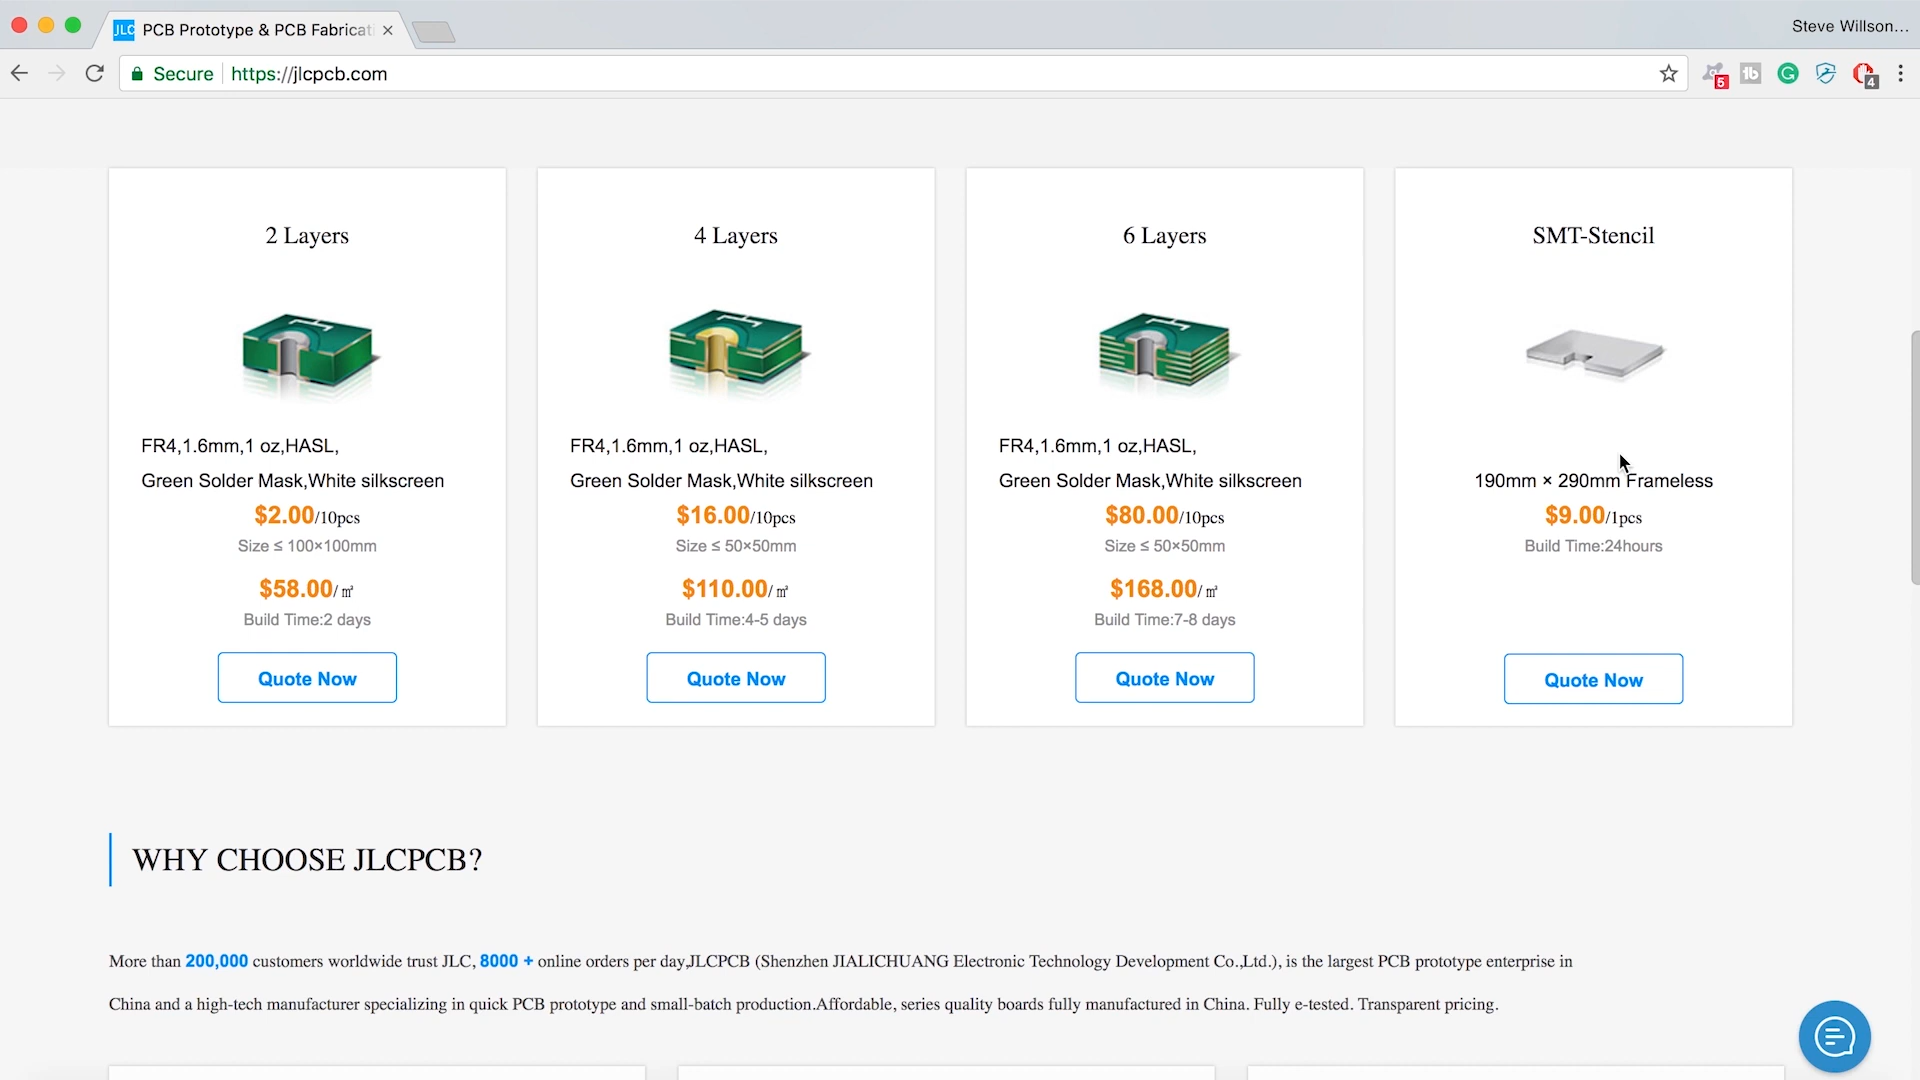 JLC PCB Prototype & PCB Fabricati
Steve Willson...
Secure https://jlcpcb.com
5
tb
G
4
2 Layers
FR4,1.6mm,1 oz,HASL,
Green Solder Mask,White silkscreen
$2.00/10pcs
Size ≤ 100×100mm
$58.00/㎡
Build Time:2 days
Quote Now
4 Layers
FR4,1.6mm,1 oz,HASL,
Green Solder Mask,White silkscreen
$16.00/10pcs
Size ≤ 50×50mm
$110.00/㎡
Build Time:4-5 days
Quote Now
6 Layers
FR4,1.6mm,1 oz,HASL,
Green Solder Mask,White silkscreen
$80.00/10pcs
Size ≤ 50×50mm
$168.00/㎡
Build Time:7-8 days
Quote Now
SMT-Stencil
190mm × 290mm Frameless
$9.00/1pcs
Build Time:24hours
Quote Now
WHY CHOOSE JLCPCB?
More than 200,000 customers worldwide trust JLC, 8000 + online orders per day,JLCPCB (Shenzhen JIALICHUANG Electronic Technology Development Co.,Ltd.), is the largest PCB prototype enterprise in
China and a high-tech manufacturer specializing in quick PCB prototype and small-batch production.Affordable, series quality boards fully manufactured in China. Fully e-tested. Transparent pricing.